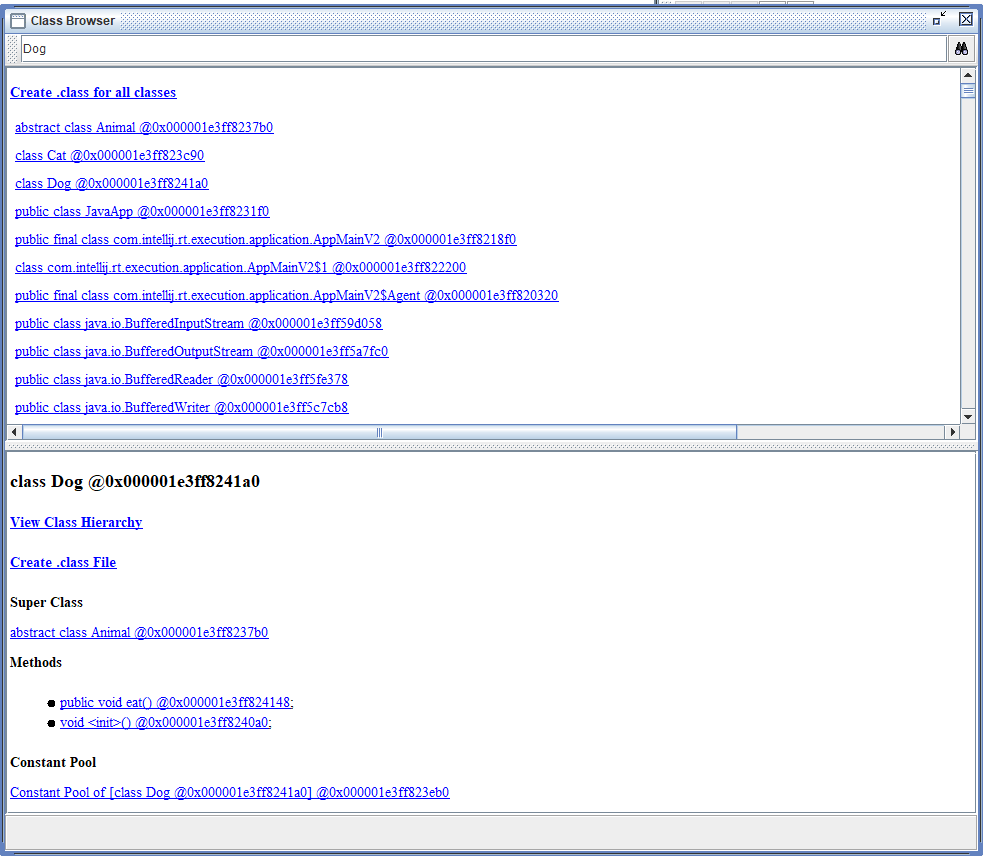 Class Browser
Dog
Create .class for all classes
abstract class Animal @0x000001e3ff8237b0
class Cat @0x000001e3ff823c90
class Dog @0x000001e3ff8241a0
public class JavaApp @0x000001e3ff8231f0
public final class com.intellij.rt.execution.application.AppMainV2 @0x000001e3ff8218f0
class com.intellij.rt.execution.application.AppMainV2$1 @0x000001e3ff822200
public final class com.intellij.rt.execution.application.AppMainV2$Agent @0x000001e3ff820320
public class java.io.BufferedInputStream @0x000001e3ff59d058
public class java.io.BufferedOutputStream @0x000001e3ff5a7fc0
public class java.io.BufferedReader @0x000001e3ff5fe378
public class java.io.BufferedWriter @0x000001e3ff5c7cb8
class Dog @0x000001e3ff8241a0
View Class Hierarchy
Create .class File
Super Class
abstract class Animal @0x000001e3ff8237b0
Methods
public void eat() @0x000001e3ff824148;
void <init>() @0x000001e3ff8240a0;
Constant Pool
Constant Pool of [class Dog @0x000001e3ff8241a0] @0x000001e3ff823eb0